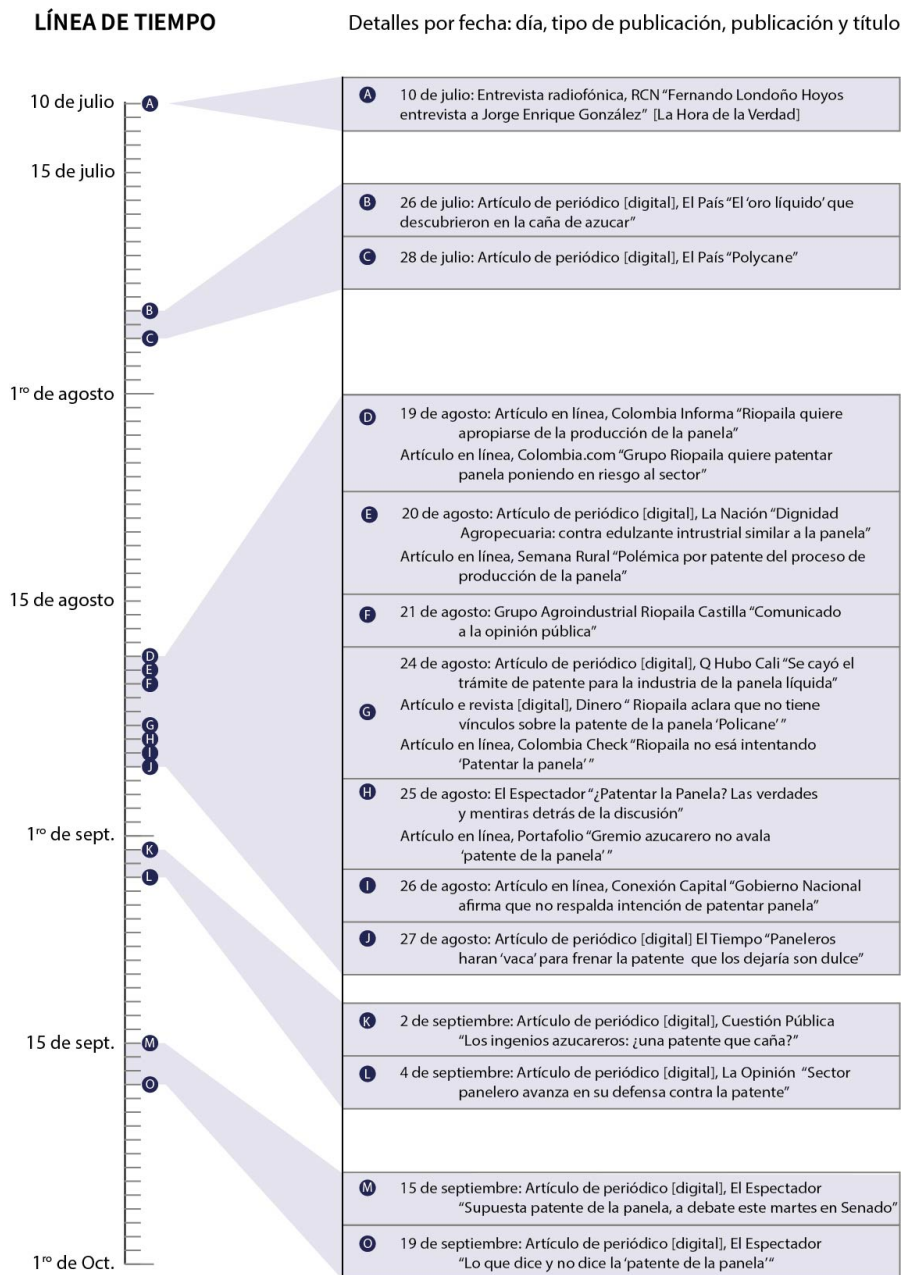 LÍNEA DE TIEMPO
Detalles por fecha: día, tipo de publicación, publicación y título
10 de julio
A
15 de julio
B
C
1ro de agosto
15 de agosto
D
E
F
G
H
I
J
1ro de sept.
K
L
15 de sept.
M
O
1ro de Oct.
A 10 de julio: Entrevista radiofónica, RCN “Fernando Londoño Hoyos
entrevista a Jorge Enrique González” [La Hora de la Verdad]
B 26 de julio: Artículo de periódico [digital], El País “El ‘oro líquido’ que
descubrieron en la caña de azucar”
C 28 de julio: Artículo de periódico [digital], El País “Polycane”
D 19 de agosto: Artículo en línea, Colombia Informa “Riopaila quiere
apropiarse de la producción de la panela”
Artículo en línea, Colombia.com “Grupo Riopaila quiere patentar
panela poniendo en riesgo al sector”
E 20 de agosto: Artículo de periódico [digital], La Nación “Dignidad
Agropecuaria: contra edulzante intrustrial similar a la panela”
Artículo en línea, Semana Rural “Polémica por patente del proceso de
producción de la panela”
F 21 de agosto: Grupo Agroindustrial Riopaila Castilla “Comunicado
a la opinión pública”
24 de agosto: Artículo de periódico [digital], Q Hubo Cali “Se cayó el
trámite de patente para la industria de la panela líquida”
G Artículo e revista [digital], Dinero “ Riopaila aclara que no tiene
vínculos sobre la patente de la panela ‘Policane’ ”
Artículo en línea, Colombia Check “Riopaila no esá intentando
‘Patentar la panela’ ”
H 25 de agosto: El Espectador “¿Patentar la Panela? Las verdades
y mentiras detrás de la discusión”
Artículo en línea, Portafolio “Gremio azucarero no avala
‘patente de la panela’ ”
I 26 de agosto: Artículo en línea, Conexión Capital “Gobierno Nacional
afirma que no respalda intención de patentar panela”
J 27 de agosto: Artículo de periódico [digital] El Tiempo “Paneleros
haran ‘vaca’ para frenar la patente que los dejaría son dulce”
K 2 de septiembre: Artículo de periódico [digital], Cuestión Pública
“Los ingenios azucareros: ¿una patente que caña?”
L 4 de septiembre: Artículo de periódico [digital], La Opinión “Sector
panelero avanza en su defensa contra la patente”
M 15 de septiembre: Artículo de periódico [digital], El Espectador
“Supuesta patente de la panela, a debate este martes en Senado”
O 19 de septiembre: Artículo de periódico [digital], El Espectador
“Lo que dice y no dice la ‘patente de la panela’“